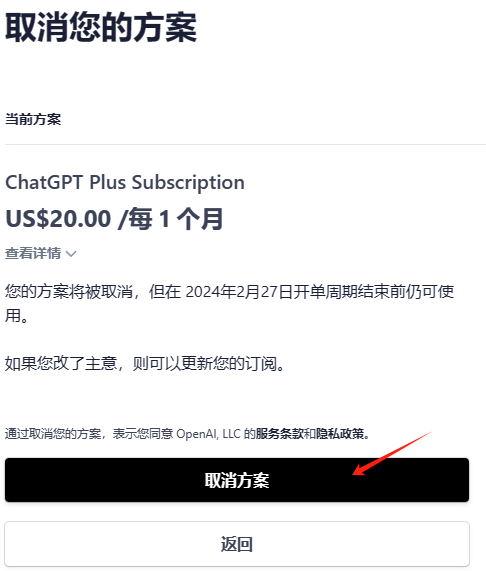 取消您的方案
当前方案
ChatGPT Plus Subscription
US$20.00 /每 1 个月
查看详情
您的方案将被取消，但在 2024年2月27日开单周期结束前仍可使
用。
如果您改了主意，则可以更新您的订阅。
通过取消您的方案，表示您同意 OpenAI, LLC 的服务条款和隐私政策。
取消方案
返回